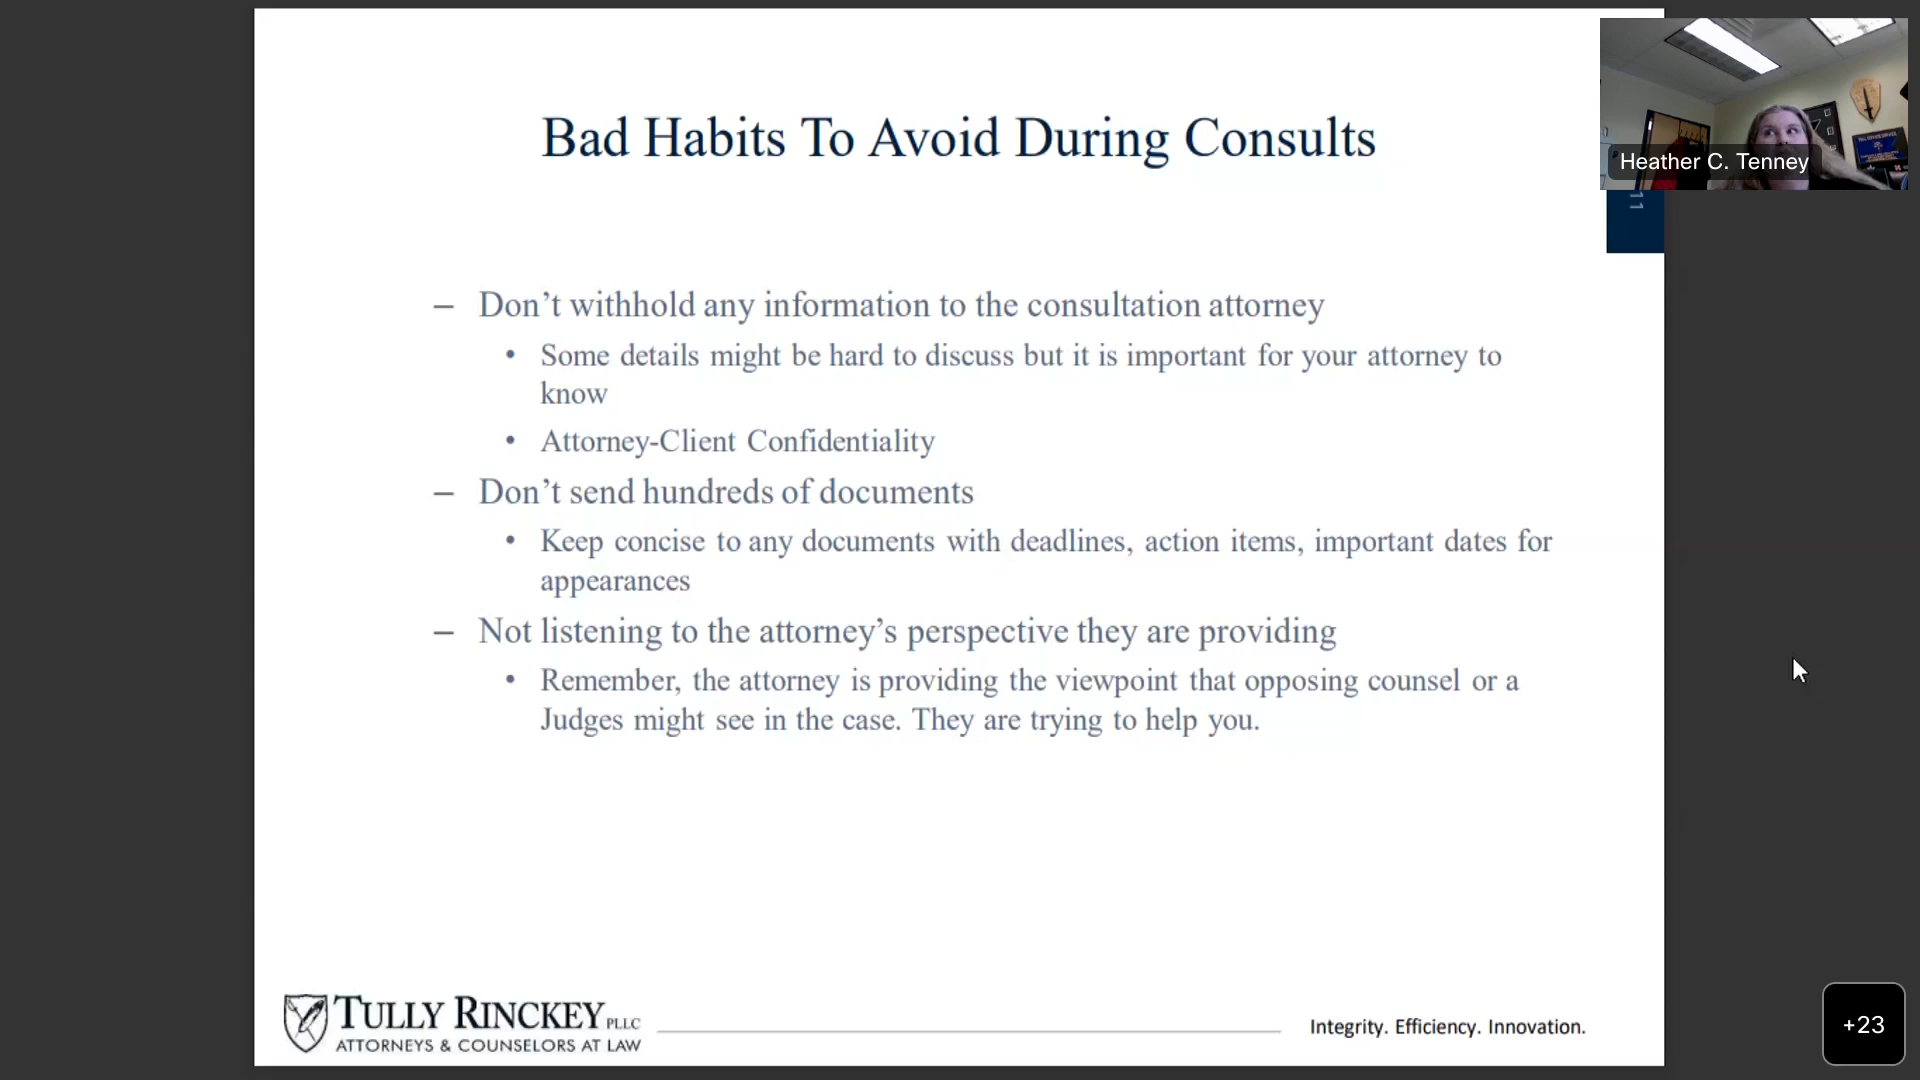 Bad Habits To Avoid During Consults
Heather C. Tenney
11
– Don’t withhold any information to the consultation attorney
• Some details might be hard to discuss but it is important for your attorney to
know
• Attorney-Client Confidentiality
– Don’t send hundreds of documents
• Keep concise to any documents with deadlines, action items, important dates for
appearances
– Not listening to the attorney’s perspective they are providing
• Remember, the attorney is providing the viewpoint that opposing counsel or a
Judges might see in the case. They are trying to help you.
TULLY RINCKEY PLLC
ATTORNEYS & COUNSELORS AT LAW
Integrity. Efficiency. Innovation.
+23